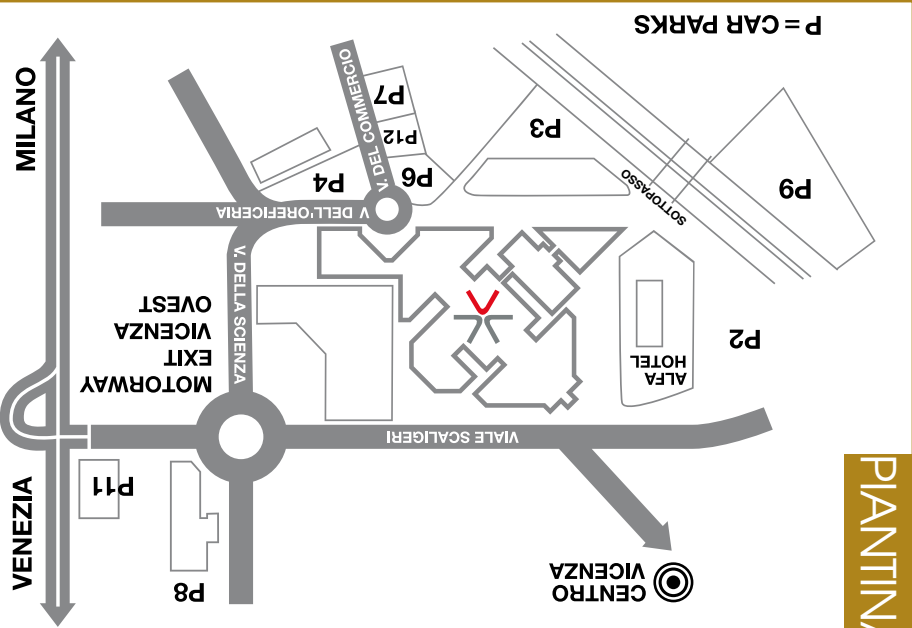 PIANTINA
CENTRO
VICENZA
P8
VENEZIA
P11
VIALE SCALIGERI
MOTORWAY
EXIT
VICENZA
OVEST
ALFA
HOTEL
P2
V. DELLA SCIENZA
V DELL'OREFICERIA
SOTTOPASSO
P9
P6
P4
P12
P3
P7
V. DEL COMMERCIO
MILANO
P = CAR PARKS